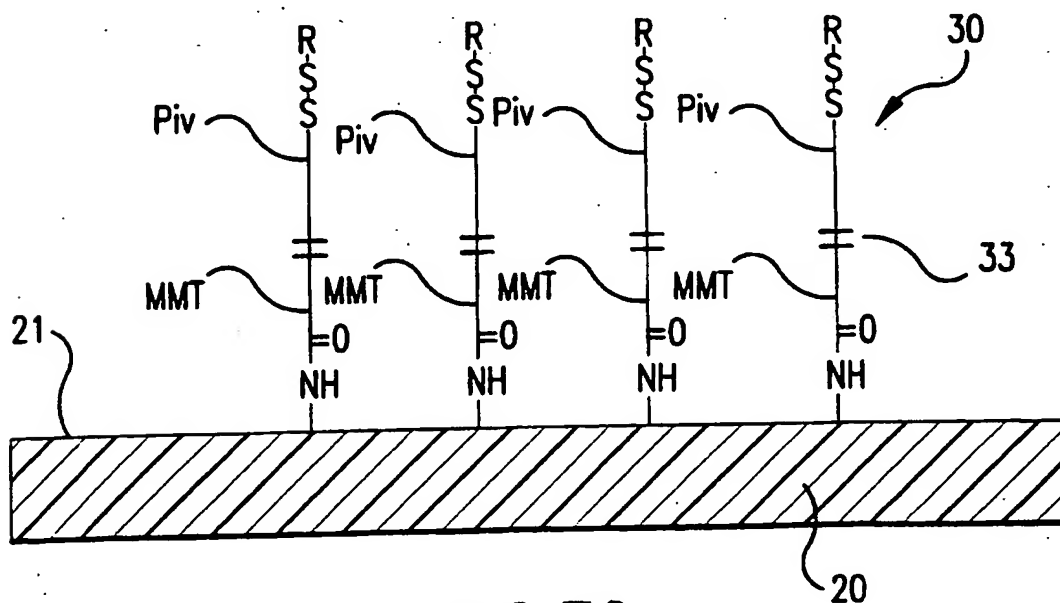 R R R R 30
S S S S
S S S S
Piv Piv Piv Piv
33
MMT MMT MMT MMT
21 =O =O =O =O
NH NH NH NH
20